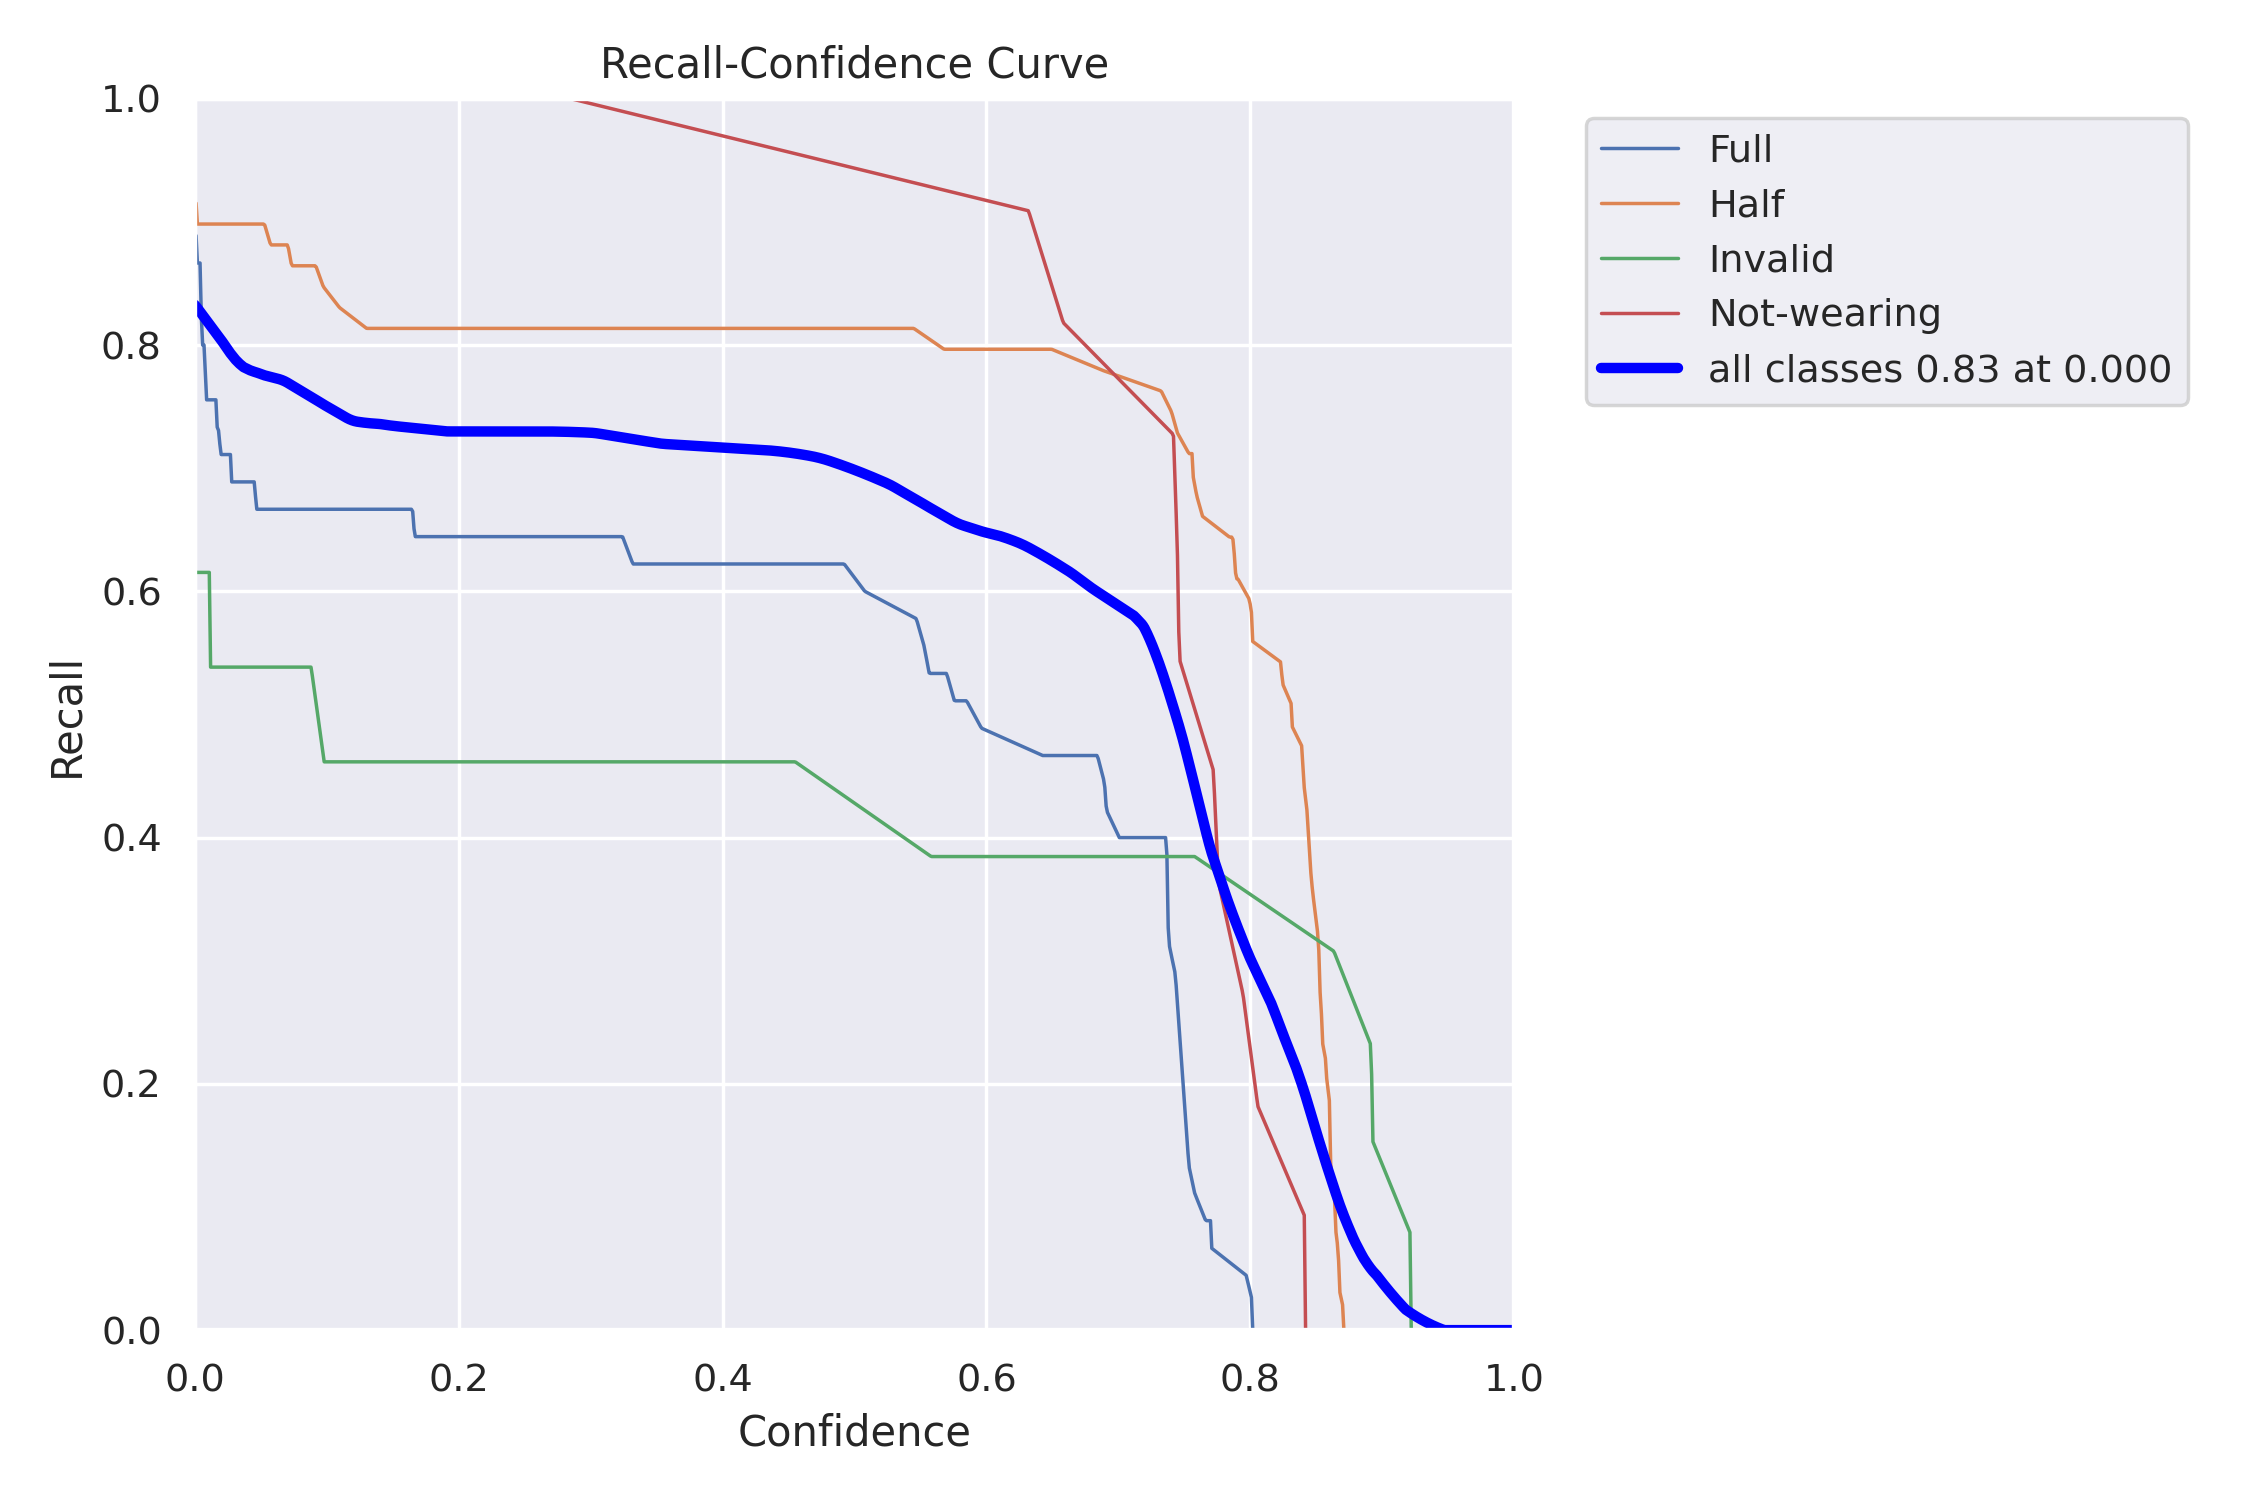 Recall-Confidence Curve
1.0
0.8
0.6
0.4
0.2
0.0
Recall
0.0 0.2 0.4 0.6 0.8 1.0
Confidence
Full
Half
Invalid
Not-wearing
all classes 0.83 at 0.000